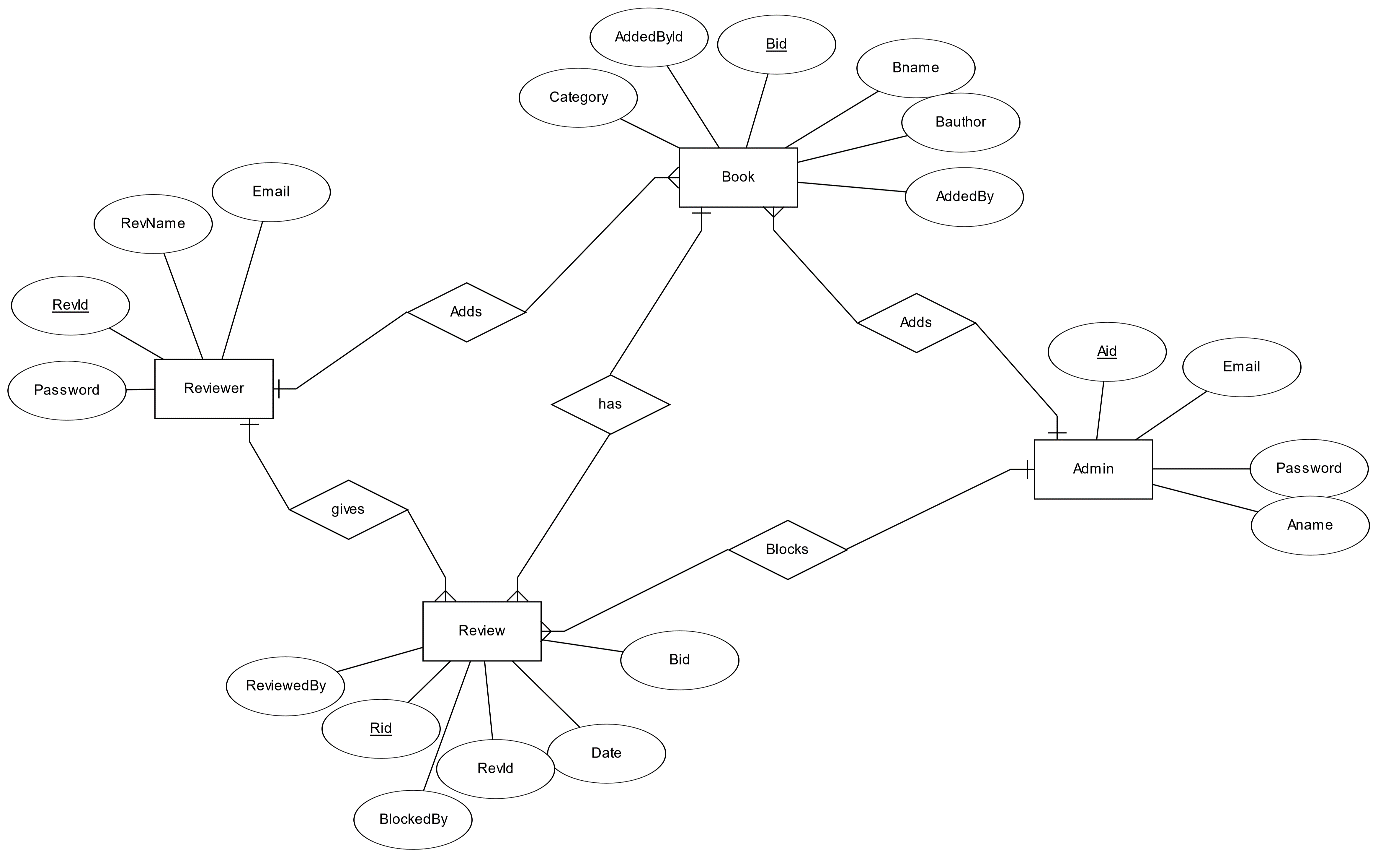 AddedById
Bid
Bname
Category
Bauthor
Book
AddedBy
Email
RevName
RevId
Adds
Adds
Aid
Email
Reviewer
Password
has
Admin
Password
gives
Aname
Blocks
Review
Bid
ReviewedBy
Rid
Date
RevId
BlockedBy